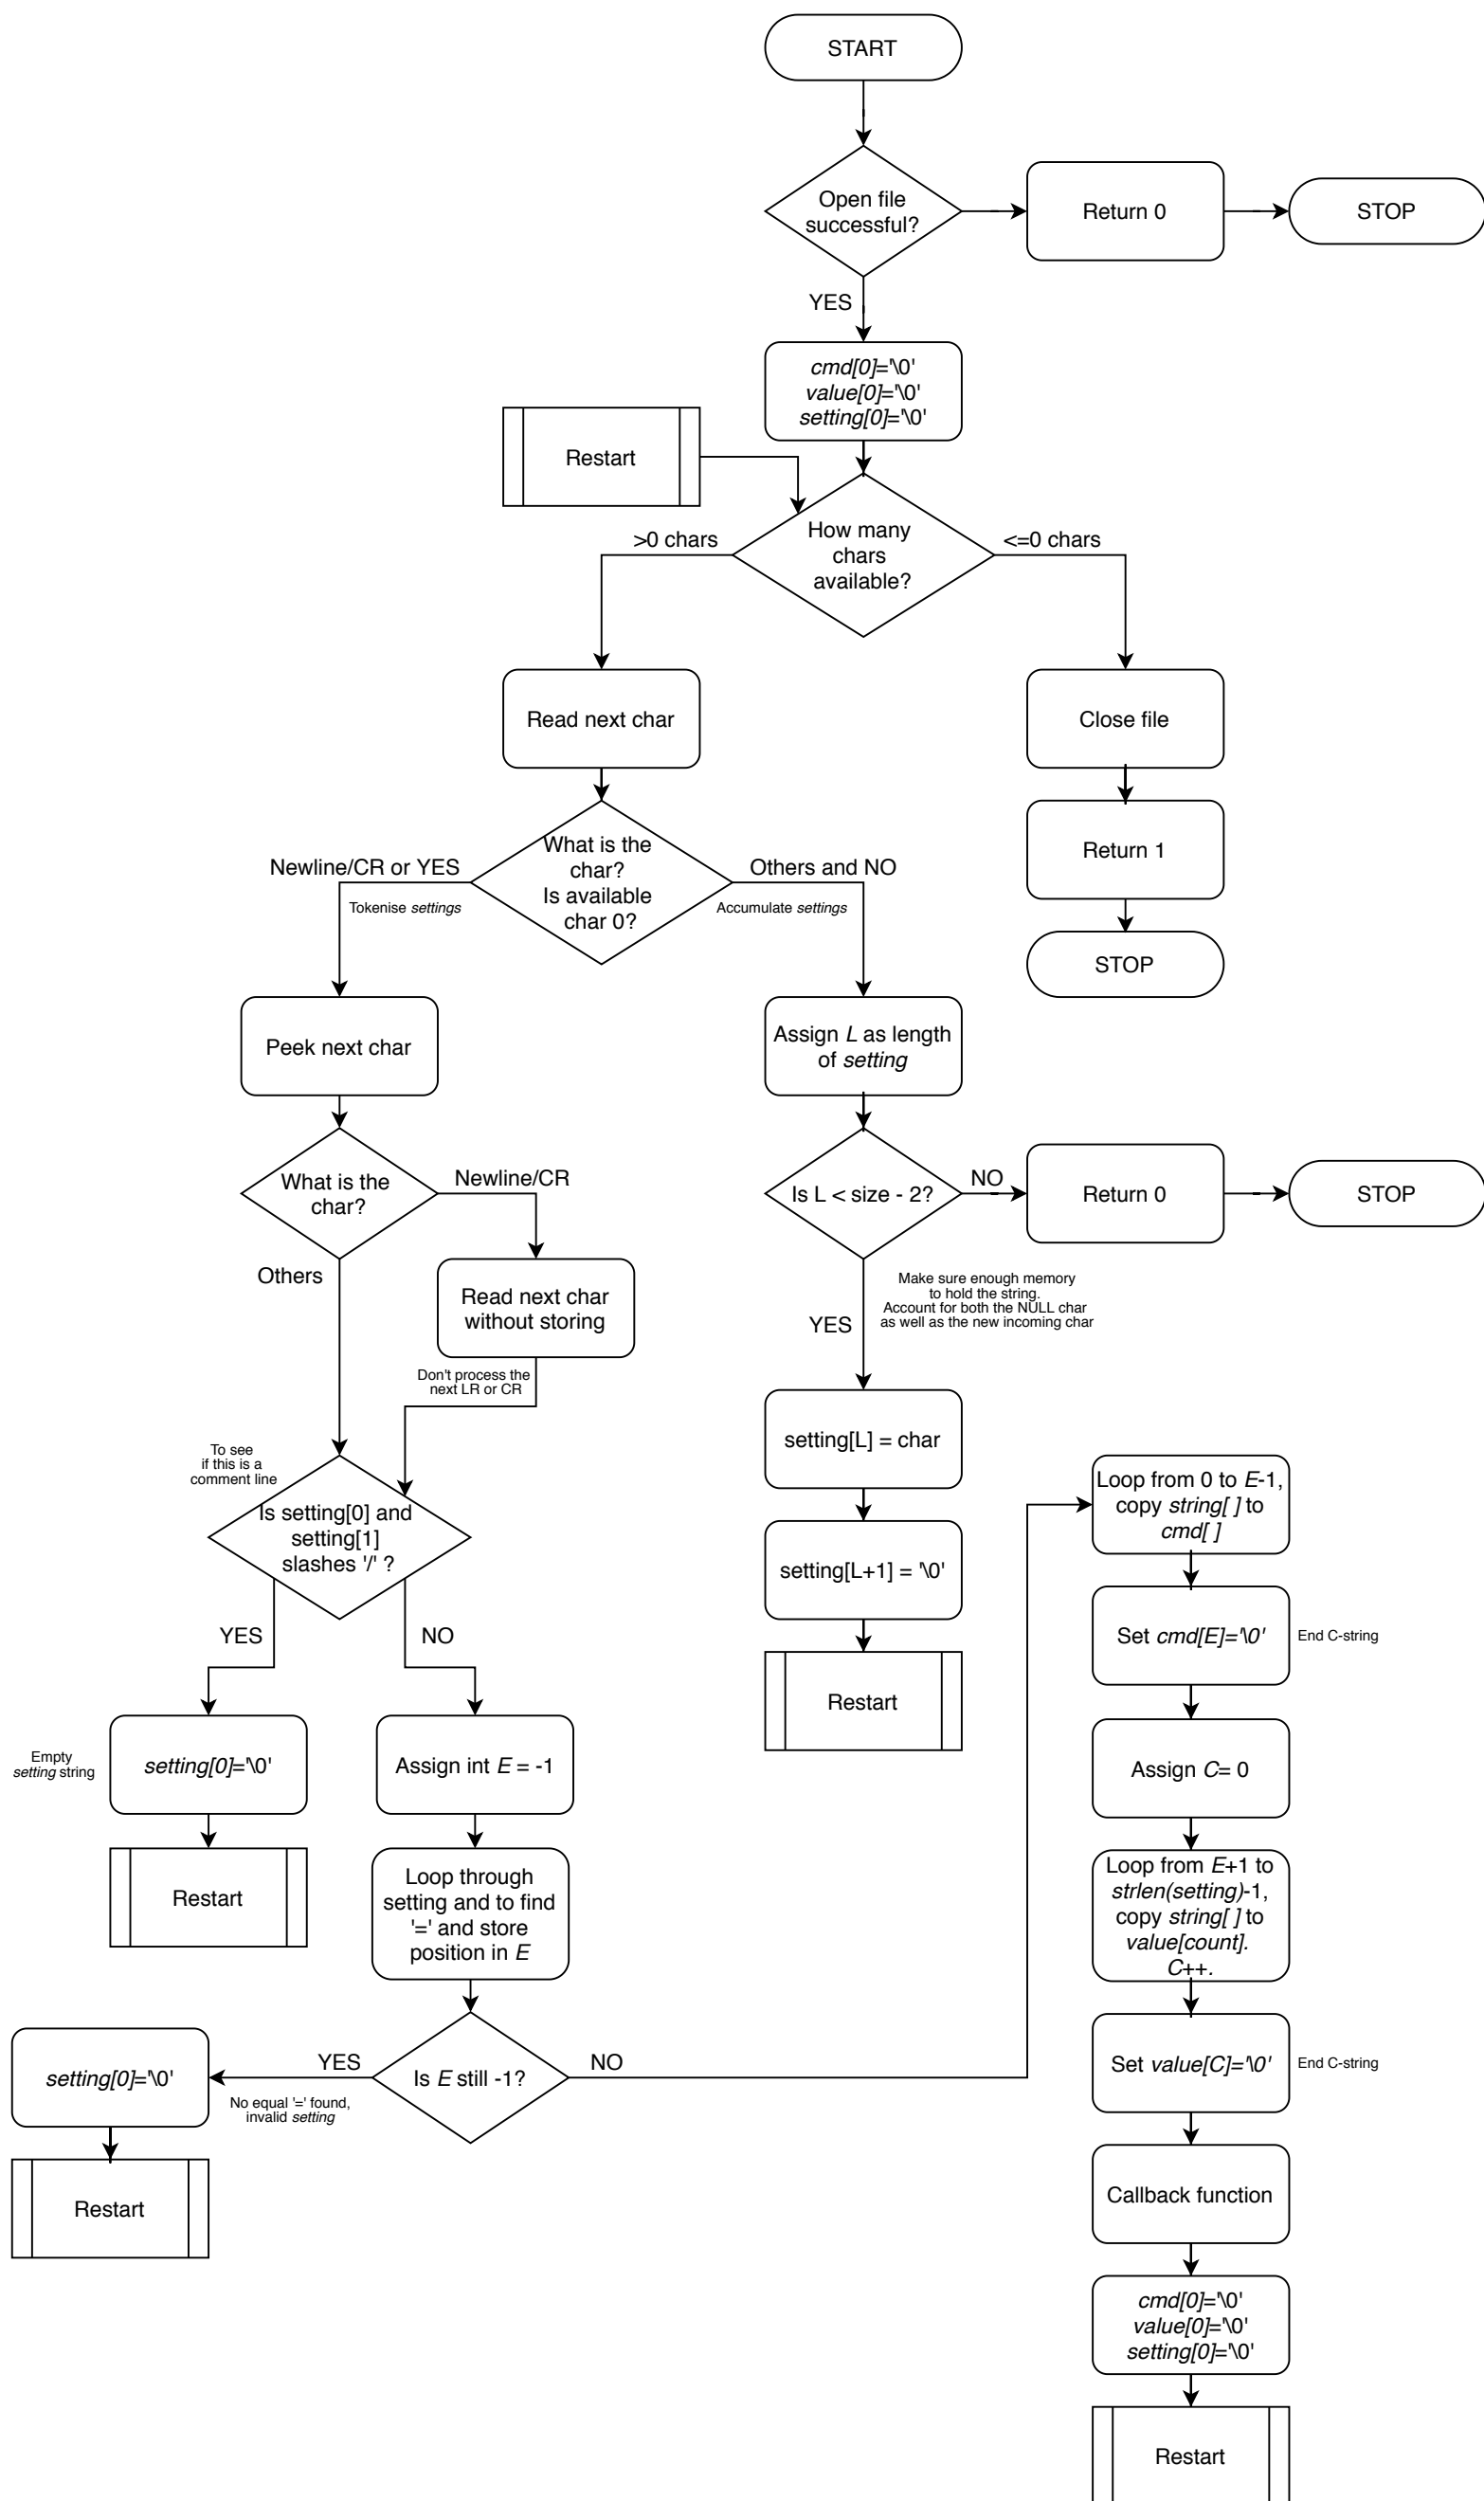 START
Open file
successful?
Return 0
STOP
YES
cmd[0]='\0'
value[0]='\0'
setting[0]='\0'
Restart
How many
chars
available?
>0 chars
<=0 chars
Read next char
Close file
What is the
char?
Is available
char 0?
Newline/CR or YES
Others and NO
Tokenise settings
Accumulate settings
Return 1
STOP
Peek next char
Assign L as length
of setting
What is the
char?
Newline/CR
Is L < size - 2?
NO
Return 0
STOP
Others
Read next char
without storing
YES
Make sure enough memory
to hold the string.
Account for both the NULL char
as well as the new incoming char
Don't process the
next LR or CR
setting[L] = char
To see
if this is a
comment line
Is setting[0] and
setting[1]
slashes '/' ?
Loop from 0 to E-1,
copy string[ ] to
cmd[ ]
setting[L+1] = '\0'
YES
NO
Set cmd[E]='\0'
End C-string
Restart
Empty
setting string
setting[0]='\0'
Assign int E = -1
Assign C= 0
Restart
Loop through
setting and to find
'=' and store
position in E
Loop from E+1 to
strlen(setting)-1,
copy string[ ] to
value[count].
C++.
setting[0]='\0'
YES
No equal '=' found,
invalid setting
Is E still -1?
NO
Set value[C]='\0'
End C-string
Restart
Callback function
cmd[0]='\0'
value[0]='\0'
setting[0]='\0'
Restart